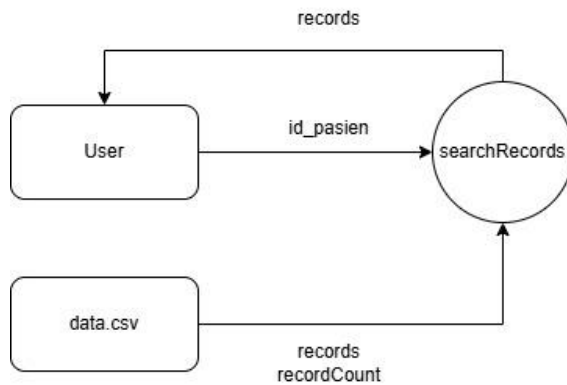 records
User
id_pasien
searchRecords
data.csv
records
recordCount